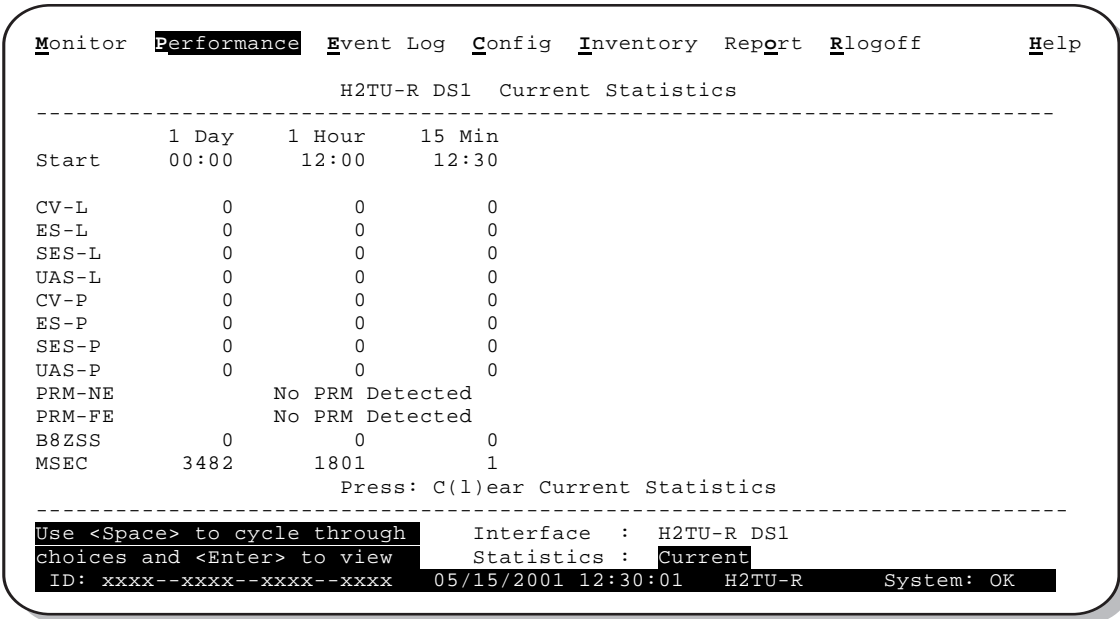 Monitor Performance Event Log Config Inventory Report Rlogoff Help
H2TU-R DS1 Current Statistics
--------------------------------------------------------------------------------
1 Day 1 Hour 15 Min
Start 00:00 12:00 12:30
CV-L 0 0 0
ES-L 0 0 0
SES-L 0 0 0
UAS-L 0 0 0
CV-P 0 0 0
ES-P 0 0 0
SES-P 0 0 0
UAS-P 0 0 0
PRM-NE No PRM Detected
PRM-FE No PRM Detected
B8ZSS 0 0 0
MSEC 3482 1801 1
Press: C(l)ear Current Statistics
--------------------------------------------------------------------------------
Use <Space> to cycle through Interface : H2TU-R DS1
choices and <Enter> to view Statistics : Current
ID: xxxx--xxxx--xxxx--xxxx 05/15/2001 12:30:01 H2TU-R System: OK